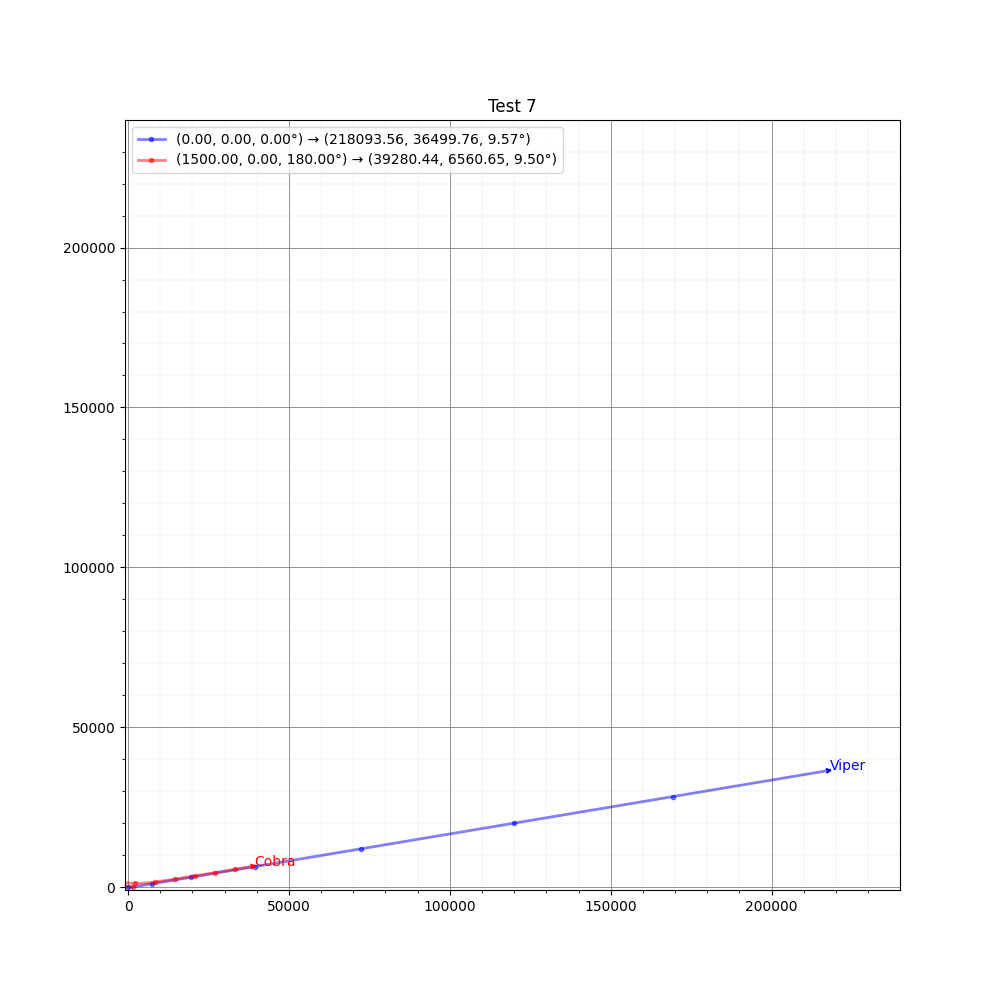 Test 7
(0.00, 0.00, 0.00°) → (218093.56, 36499.76, 9.57°)
(1500.00, 0.00, 180.00°) → (39280.44, 6560.65, 9.50°)
200000
150000
100000
50000
Viper
Cobra
0
0 50000 100000 150000 200000